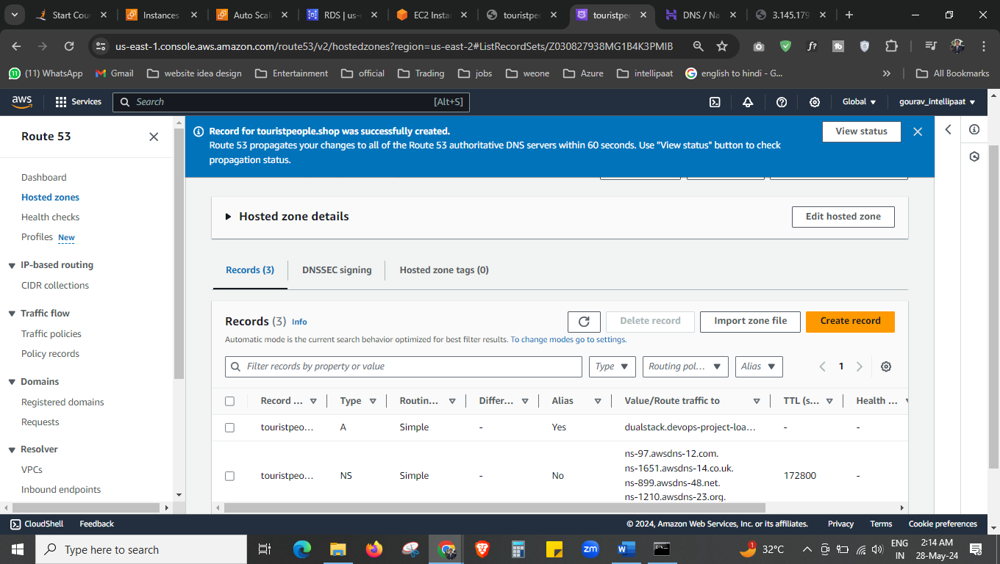 Start Cour
Instances
Auto Scali
RDS | us-e
EC2 Instan
touristpeo
touristpeo
DNS / Na
3.145.179
us-east-1.console.aws.amazon.com/route53/v2/hostedzones?region=us-east-2#ListRecordSets/Z030827938MG1B4K3PMIB
(11) WhatsApp
Gmail
website idea design
Entertainment
official
Trading
jobs
weone
Azure
intellipaat
english to hindi - G...
All Bookmarks
aws
Services
Search
[Alt+S]
Global
gourav_intellipaat
Route 53
Dashboard
Hosted zones
Health checks
Profiles New
IP-based routing
CIDR collections
Traffic flow
Traffic policies
Policy records
Domains
Registered domains
Requests
Resolver
VPCs
Inbound endpoints
Record for touristpeople.shop was successfully created.
Route 53 propagates your changes to all of the Route 53 authoritative DNS servers within 60 seconds. Use "View status" button to check
propagation status.
View status
Hosted zone details
Edit hosted zone
Records (3)
DNSSEC signing
Hosted zone tags (0)
Records (3) Info
Delete record
Import zone file
Create record
Automatic mode is the current search behavior optimized for best filter results. To change modes go to settings.
Filter records by property or value
Type
Routing pol...
Alias
1
Record ...
Type
Routin...
Differ...
Alias
Value/Route traffic to
TTL (s...
Health ...
touristpeo...
A
Simple
-
Yes
dualstack.devops-project-loa...
-
-
touristpeo...
NS
Simple
-
No
ns-97.awsdns-12.com.
ns-1651.awsdns-14.co.uk.
ns-899.awsdns-48.net.
ns-1210.awsdns-23.org.
172800
-
CloudShell
Feedback
© 2024, Amazon Web Services, Inc. or its affiliates.
Privacy
Terms
Cookie preferences
Type here to search
zm
32°C
ENG
IN
2:14 AM
28-May-24